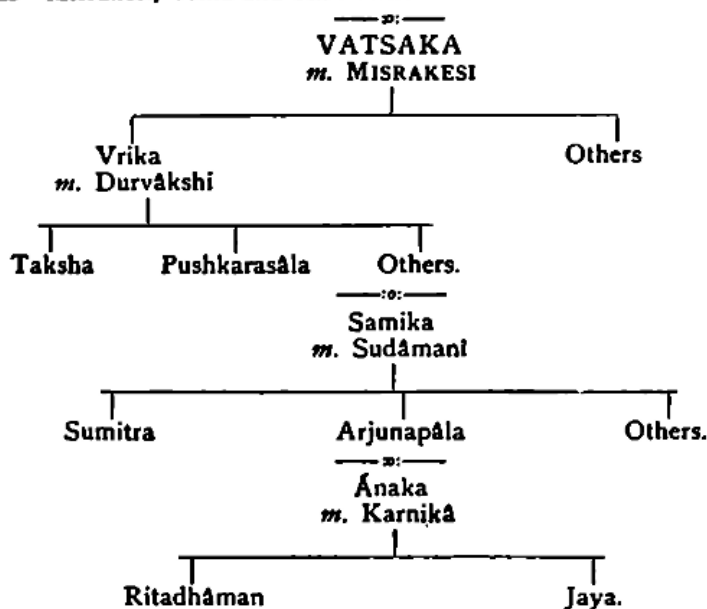 VATSAKA
m. MISRAKESI
Vrika Others
m. Durvâkshi
Taksha Pushkarasâla Others.
:o:
Samika
m. Sudâmanî
Sumitra Arjunapâla Others.
Ánaka
m. Karnikâ
Ritadhâman Jaya.